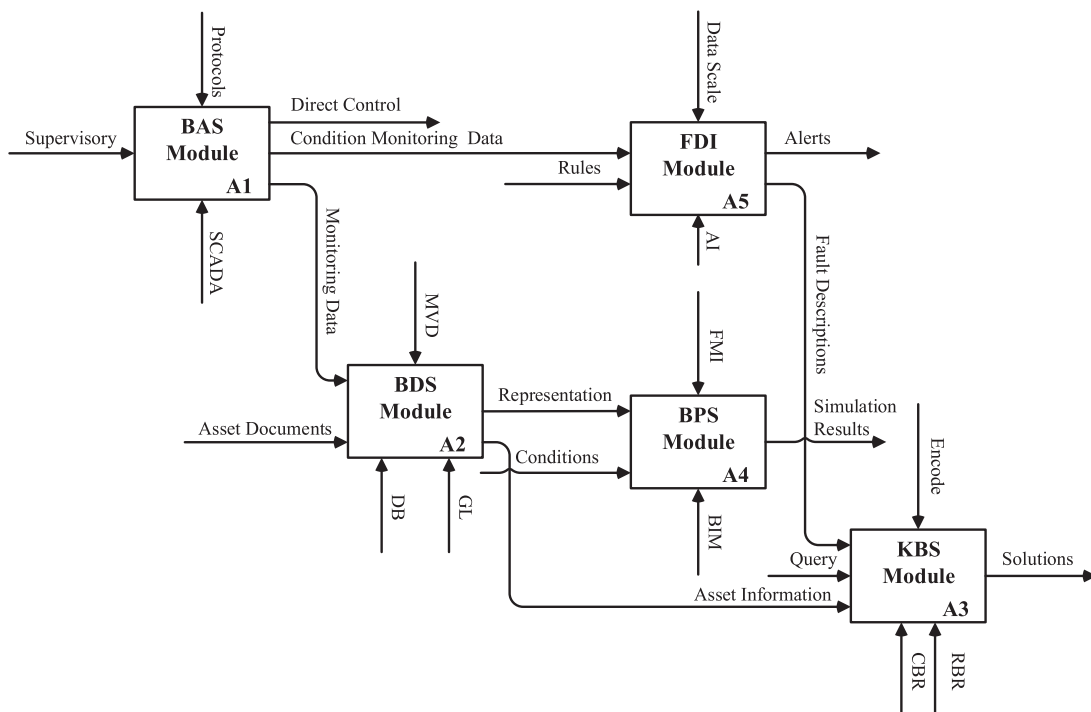 Protocols
Data Scale
Direct Control
Supervisory
BAS
Module
A1
Condition Monitoring Data
FDI
Module
A5
Alerts
Rules
SCADA
Monitoring Data
AI
Fault Descriptions
MVD
FMI
BDS
Module
A2
Representation
BPS
Module
A4
Simulation
Results
Asset Documents
Conditions
Encode
DB
GL
BIM
KBS
Module
A3
Query
Solutions
Asset Information
CBR
RBR